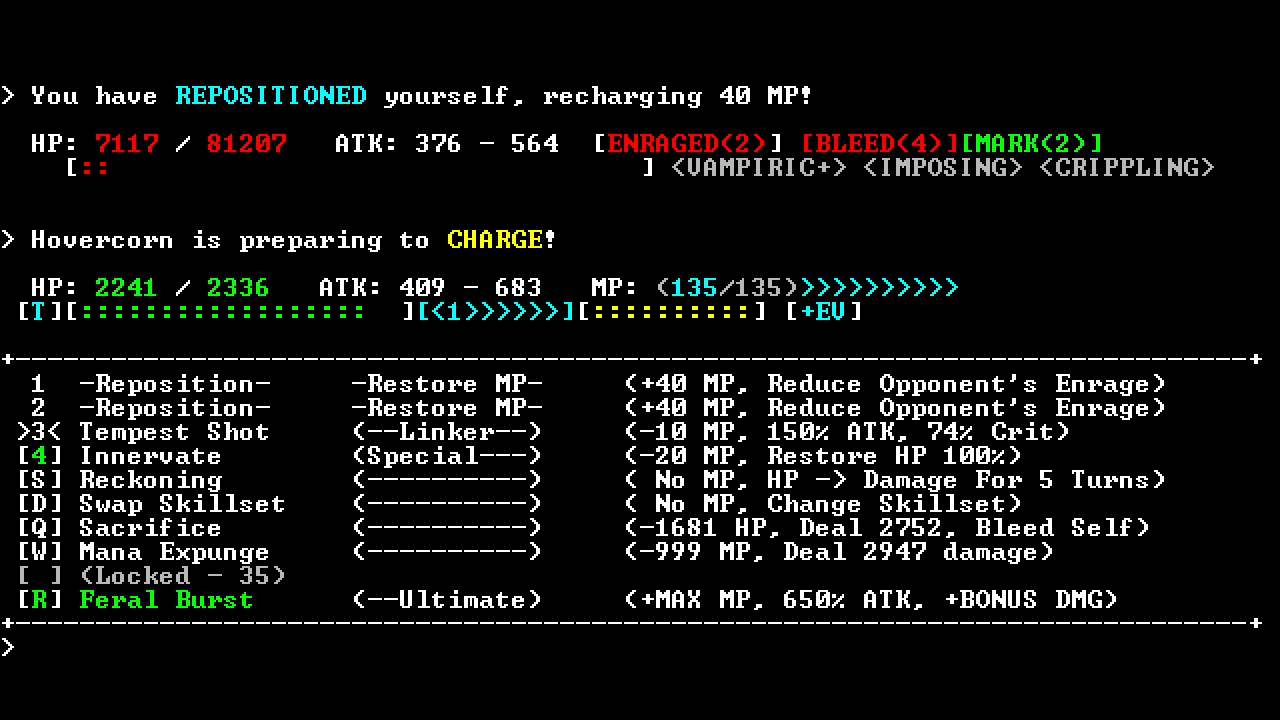 > You have REPOSITIONED yourself, recharging 40 MP!
HP: 7117 / 81207 ATK: 376 - 564 [ENRAGED(2)] [BLEED(4)][MARK(2)]
[:: ] <VAMPIRIC+> <IMPOSING> <CRIPPLING>
> Hovercorn is preparing to CHARGE!
HP: 2241 / 2336 ATK: 409 - 683 MP: (135/135)>>>>>>>>>>
[T][:::::::::::::::::: ][<1>>>>>>][::::::::::] [+EV]
+------------------------------------------------------------------------------+
1 -Reposition- -Restore MP- (+40 MP, Reduce Opponent's Enrage)
2 -Reposition- -Restore MP- (+40 MP, Reduce Opponent's Enrage)
>3< Tempest Shot (--Linker--) (-10 MP, 150% ATK, 74% Crit)
[4] Innervate (Special---) (-20 MP, Restore HP 100%)
[S] Reckoning (----------) ( No MP, HP -> Damage For 5 Turns)
[D] Swap Skillset (----------) ( No MP, Change Skillset)
[Q] Sacrifice (----------) (-1681 HP, Deal 2752, Bleed Self)
[W] Mana Expunge (----------) (-999 MP, Deal 2947 damage)
[ ] (Locked - 35)
[R] Feral Burst (--Ultimate) (+MAX MP, 650% ATK, +BONUS DMG)
+------------------------------------------------------------------------------+
>